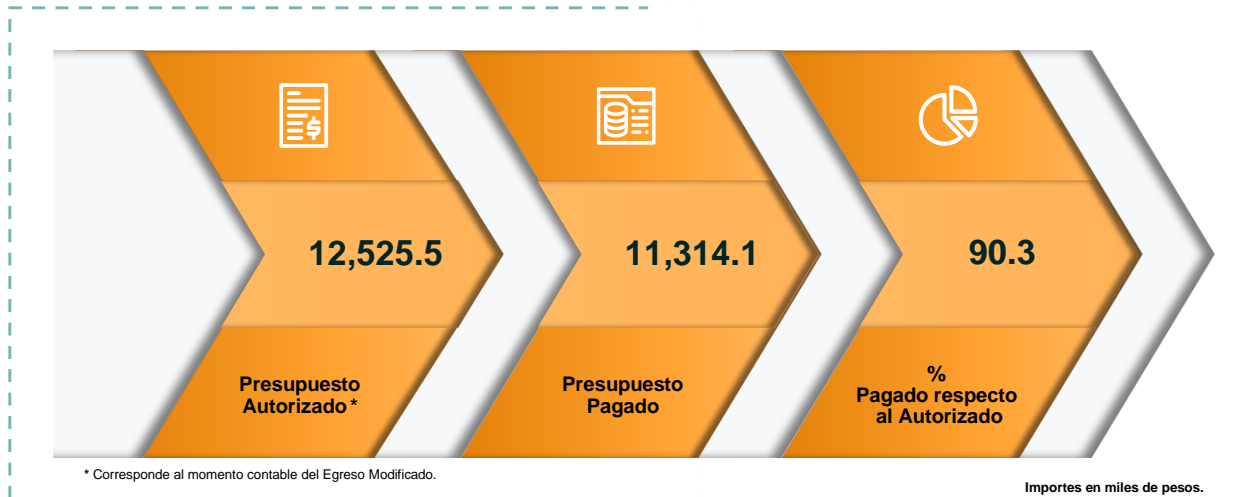 12,525.5
11,314.1
90.3
Presupuesto
Autorizado *
Presupuesto
Pagado
%
Pagado respecto
al Autorizado
* Corresponde al momento contable del Egreso Modificado.
Importes en miles de pesos.